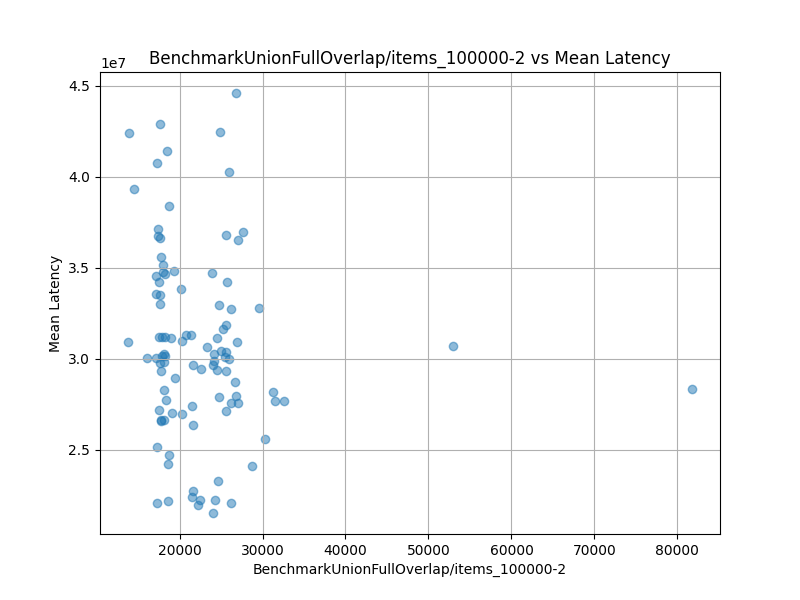 BenchmarkUnionFullOverlap/items_100000-2 vs Mean Latency
1e7
4.5
4.0
3.5
3.0
2.5
Mean Latency
20000 30000 40000 50000 60000 70000 80000
BenchmarkUnionFullOverlap/items_100000-2